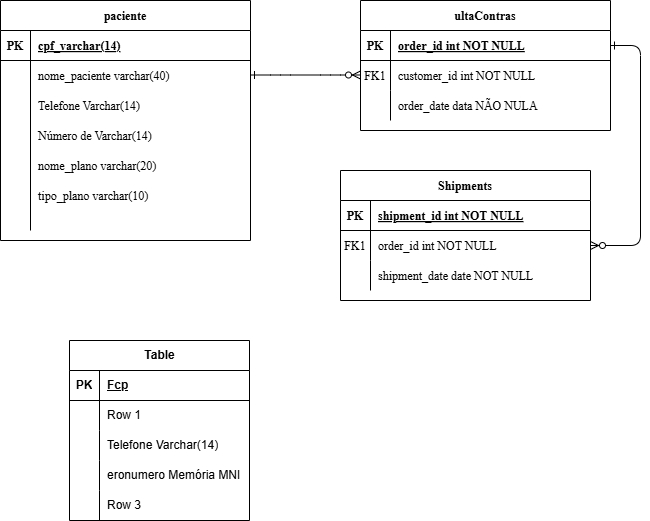 paciente
PK cpf_varchar(14)
nome_paciente varchar(40)
Telefone Varchar(14)
Número de Varchar(14)
nome_plano varchar(20)
tipo_plano varchar(10)
ultaContras
PK order_id int NOT NULL
FK1 customer_id int NOT NULL
order_date data NÃO NULA
Shipments
PK shipment_id int NOT NULL
FK1 order_id int NOT NULL
shipment_date date NOT NULL
Table
PK Fcp
Row 1
Telefone Varchar(14)
eronumero Memória MNI
Row 3